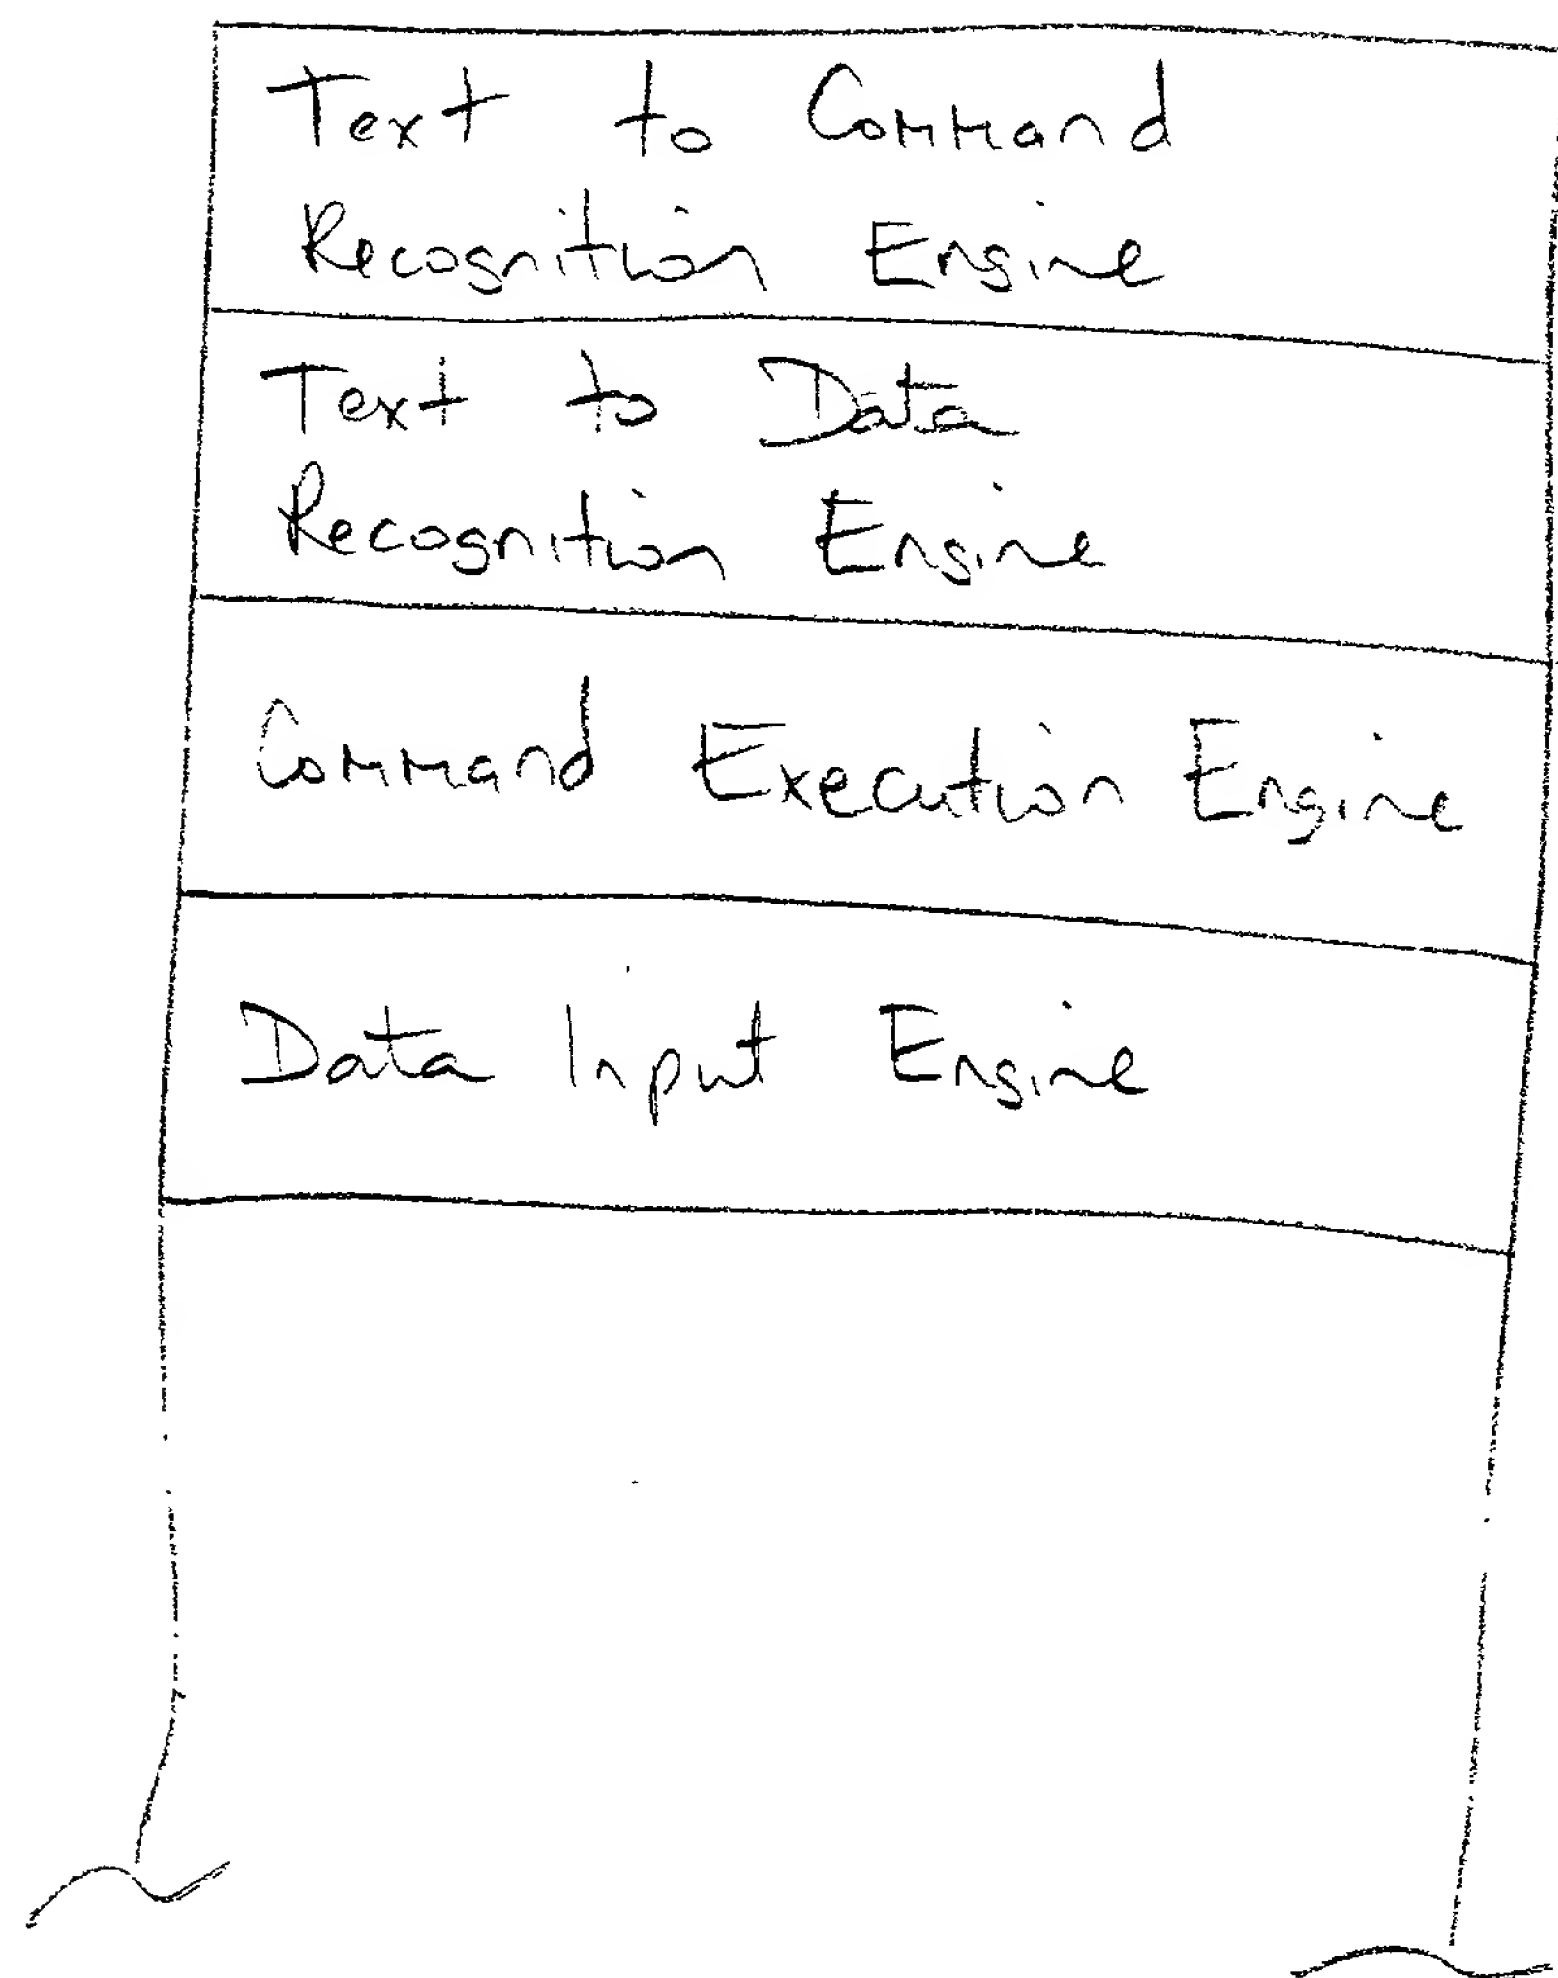 Text to Command
Recognition Engine
Text to Data
Recognition Engine
Command Execution Engine
Data Input Engine